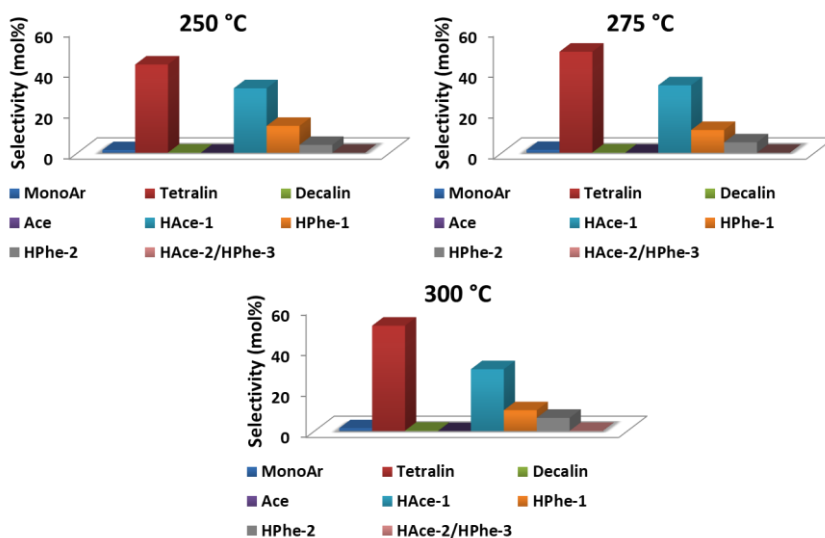 250 °C
Selectivity (mol%)
60
40
20
0
MonoAr Tetralin Decalin
Ace HAce-1 HPhe-1
HPhe-2 HAce-2/HPhe-3
275 °C
Selectivity (mol%)
60
40
20
0
MonoAr Tetralin Decalin
Ace HAce-1 HPhe-1
HPhe-2 HAce-2/HPhe-3
300 °C
Selectivity (mol%)
60
40
20
0
MonoAr Tetralin Decalin
Ace HAce-1 HPhe-1
HPhe-2 HAce-2/HPhe-3